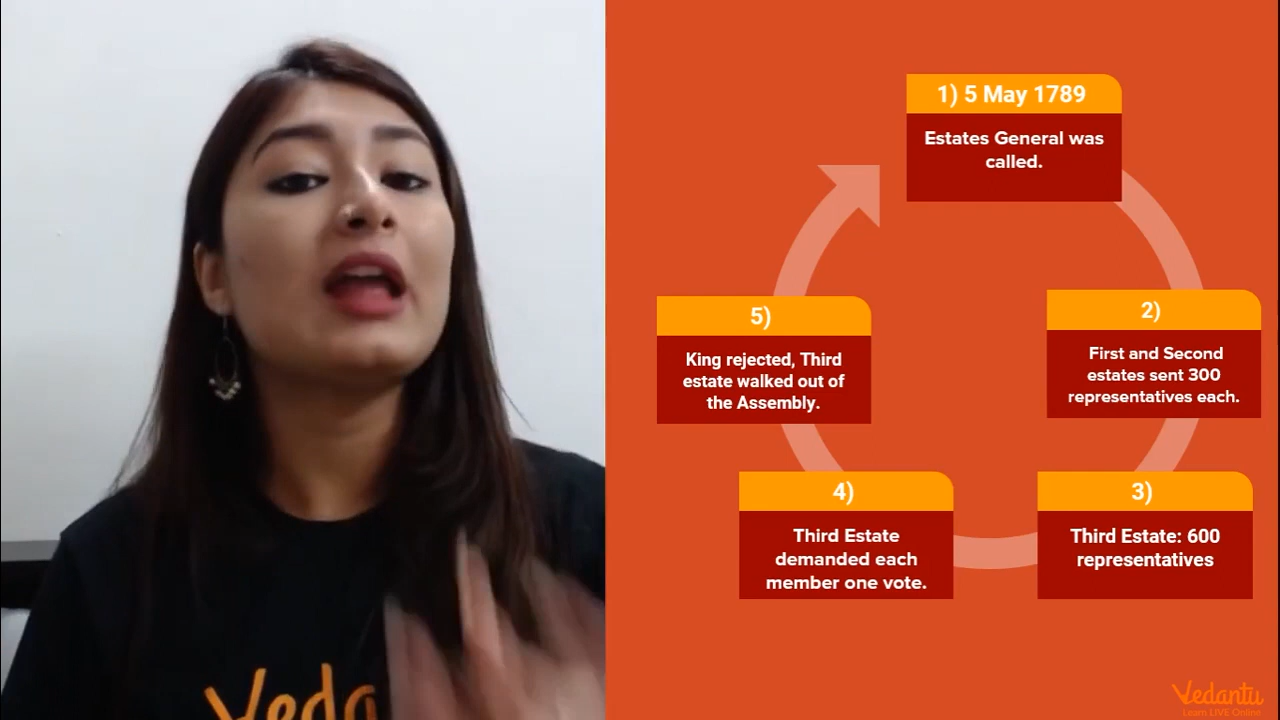 1) 5 May 1789
Estates General was
called.
2)
First and Second
estates sent 300
representatives each.
3)
Third Estate: 600
representatives
4)
Third Estate
demanded each
member one vote.
5)
King rejected, Third
estate walked out of
the Assembly.
Veda
Vedantu
Learn LIVE Online